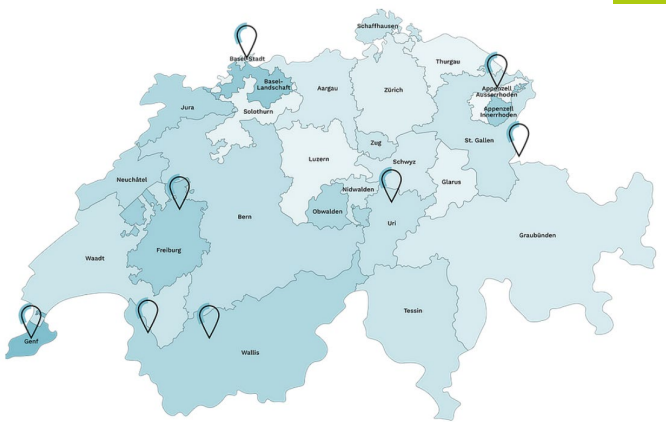 Schaffhausen
Basel-Stadt
Thurgau
Basel-
Landschaft
Aargau
Zürich
Appenzell
Ausserrhoden
Jura
Solothurn
Appenzell
Innerrhoden
Zug
St. Gallen
Luzern
Schwyz
Neuchâtel
Nidwalden
Glarus
Bern
Obwalden
Uri
Graubünden
Freiburg
Waadt
Tessin
Genf
Wallis